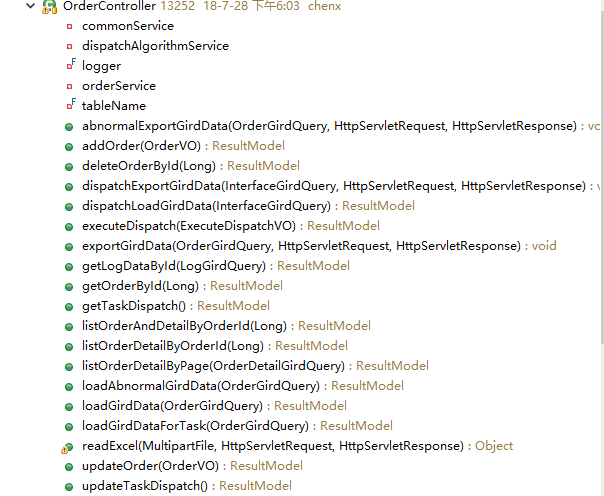 OrderController 13252 18-7-28 下午6:03 chenx
commonService
dispatchAlgorithmService
logger
orderService
tableName
abnormalExportGirdData(OrderGirdQuery, HttpServletRequest, HttpServletResponse) : vo
addOrder(OrderVO) : ResultModel
deleteOrderById(Long) : ResultModel
dispatchExportGirdData(InterfaceGirdQuery, HttpServletRequest, HttpServletResponse) : v
dispatchLoadGirdData(InterfaceGirdQuery) : ResultModel
executeDispatch(ExecuteDispatchVO) : ResultModel
exportGirdData(OrderGirdQuery, HttpServletRequest, HttpServletResponse) : void
getLogDataById(LogGirdQuery) : ResultModel
getOrderById(Long) : ResultModel
getTaskDispatch() : ResultModel
listOrderAndDetailByOrderId(Long) : ResultModel
listOrderDetailByOrderId(Long) : ResultModel
listOrderDetailByPage(OrderDetailGirdQuery) : ResultModel
loadAbnormalGirdData(OrderGirdQuery) : ResultModel
loadGirdData(OrderGirdQuery) : ResultModel
loadGirdDataForTask(OrderGirdQuery) : ResultModel
readExcel(MultipartFile, HttpServletRequest, HttpServletResponse) : Object
updateOrder(OrderVO) : ResultModel
updateTaskDispatch() : ResultModel